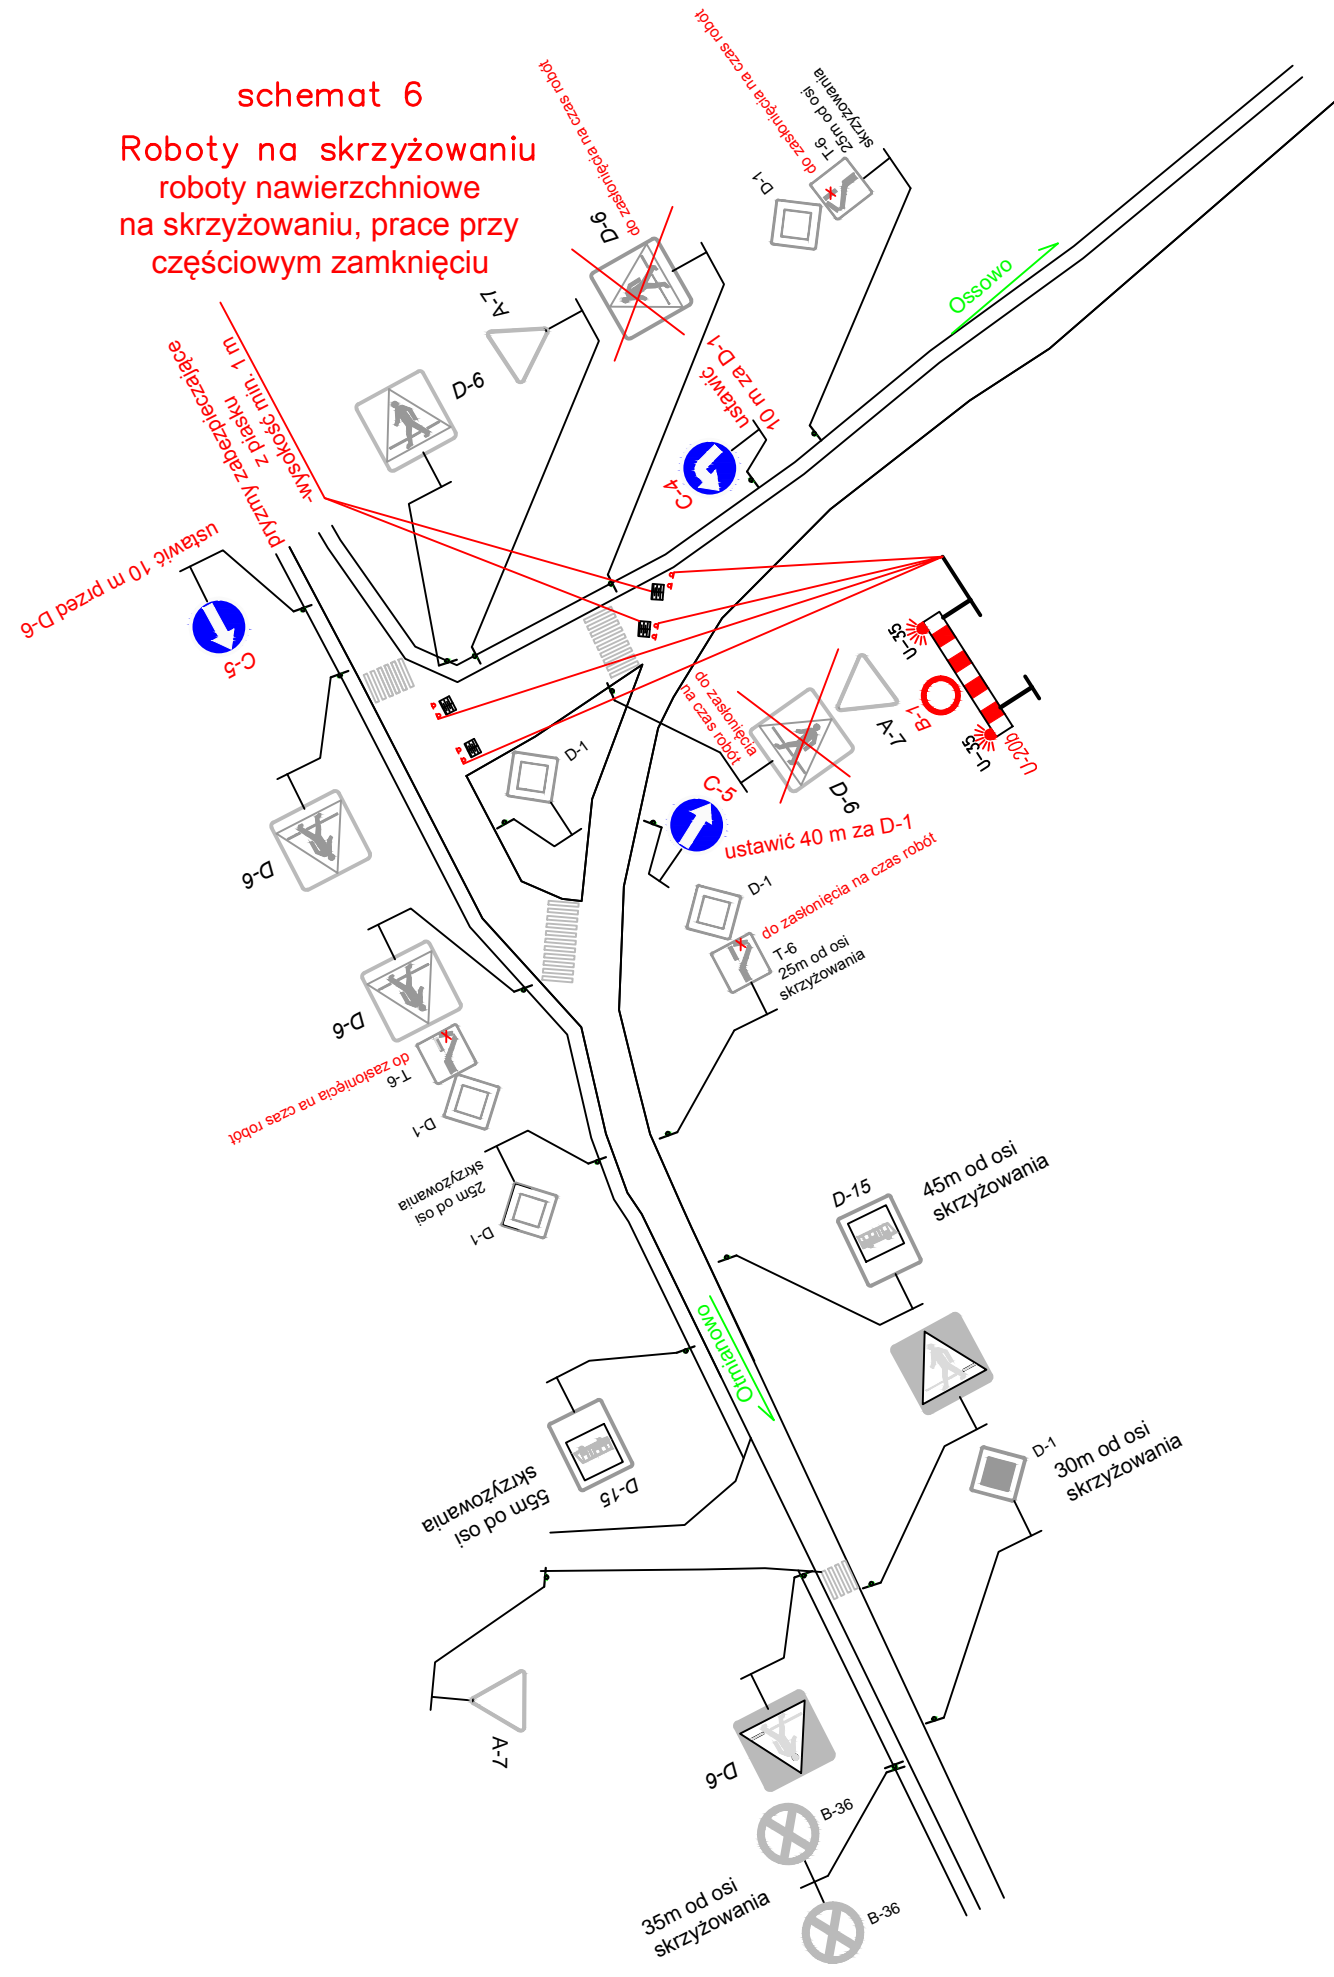 schemat 6
Roboty na skrzyżowaniu
roboty nawierzchniowe
na skrzyżowaniu, prace przy
częściowym zamknięciu
do zasłonięcia na czas robót
D-6
do zasłonięcia na czas robót
T-6
25m od osi
skrzyżowania
D-1
A-7
D-6
Ossowo
ustawić
10 m za D-1
C-4
pryzmy zabezpieczające
z piasku
-wysokość min. 1 m
ustawić 10 m przed D-6
C-5
U-35
B-1
U-35
U-20b
A-7
do zasłonięcia
na czas robót
D-6
D-1
C-5
ustawić 40 m za D-1
D-6
D-1
do zasłonięcia na czas robót
T-6
25m od osi
skrzyżowania
D-6
do zasłonięcia na czas robót
T-6
D-1
25m od osi
skrzyżowania
D-1
D-15
45m od osi
skrzyżowania
Otmianowo
D-1
30m od osi
skrzyżowania
D-15
55m od osi
skrzyżowania
A-7
D-6
B-36
35m od osi
skrzyżowania
B-36